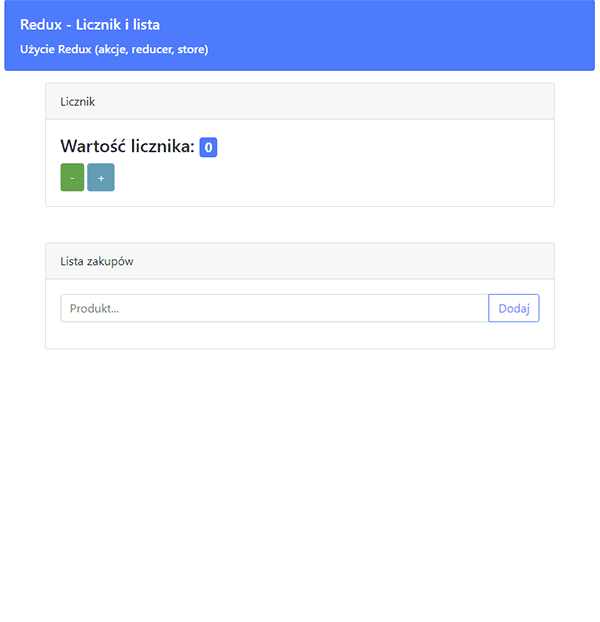 Redux - Licznik i lista
Użycie Redux (akcje, reducer, store)
Licznik
Wartość licznika: 0
- +
Lista zakupów
Produkt... Dodaj